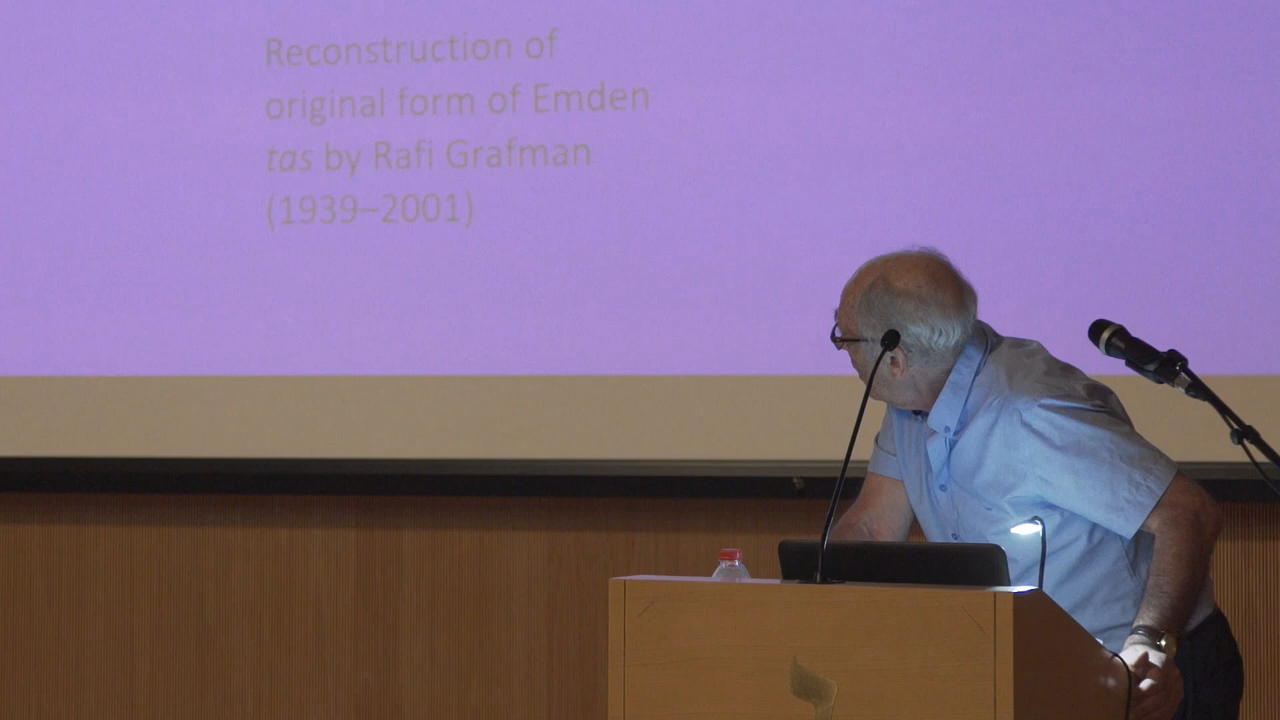 Reconstruction of
original form of Emden
tas by Rafi Grafman
(1939–2001)